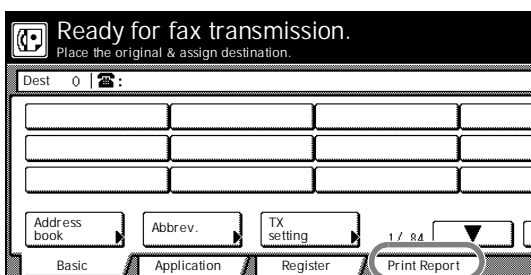 Ready for fax transmission.
Place the original & assign destination.
Dest 0 ☎:
Address book
Abbrev.
TX setting
1/ 84
Basic
Application
Register
Print Report